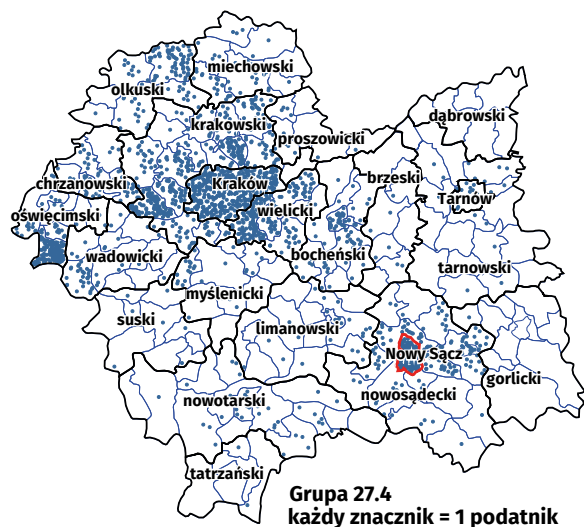 miechowski
olkuski
dąbrowski
krakowski
proszowicki
brzeski
chrzanowski
Kraków
Tarnów
oświęcimski
wielicki
wadowicki
bocheński
tarnowski
myślenicki
suski
limanowski
Nowy Sącz
gorlicki
nowotarski
nowosądecki
tatrzański
Grupa 27.4
każdy znacznik = 1 podatnik